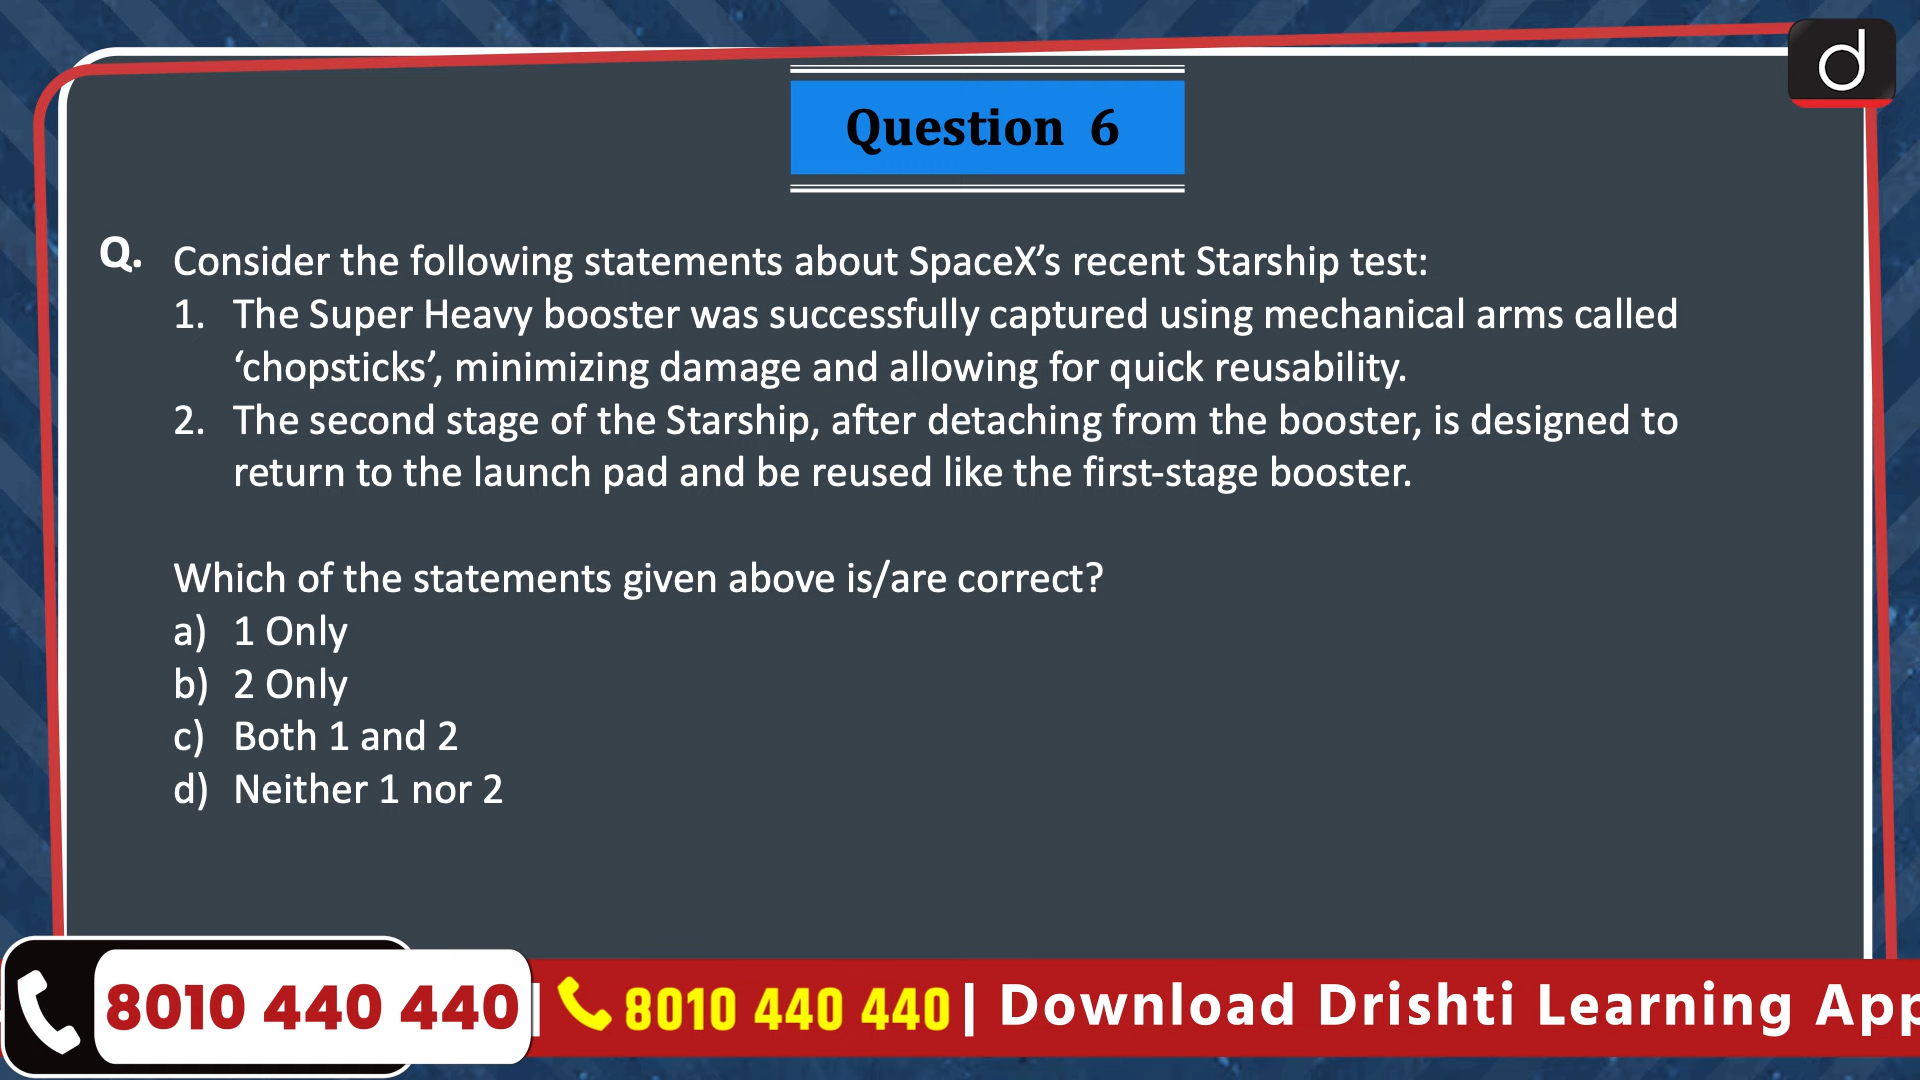 d
Question 6
Q. Consider the following statements about SpaceX’s recent Starship test:
1. The Super Heavy booster was successfully captured using mechanical arms called
‘chopsticks’, minimizing damage and allowing for quick reusability.
2. The second stage of the Starship, after detaching from the booster, is designed to
return to the launch pad and be reused like the first-stage booster.
Which of the statements given above is/are correct?
a) 1 Only
b) 2 Only
c) Both 1 and 2
d) Neither 1 nor 2
8010 440 440 | 8010 440 440 | Download Drishti Learning App